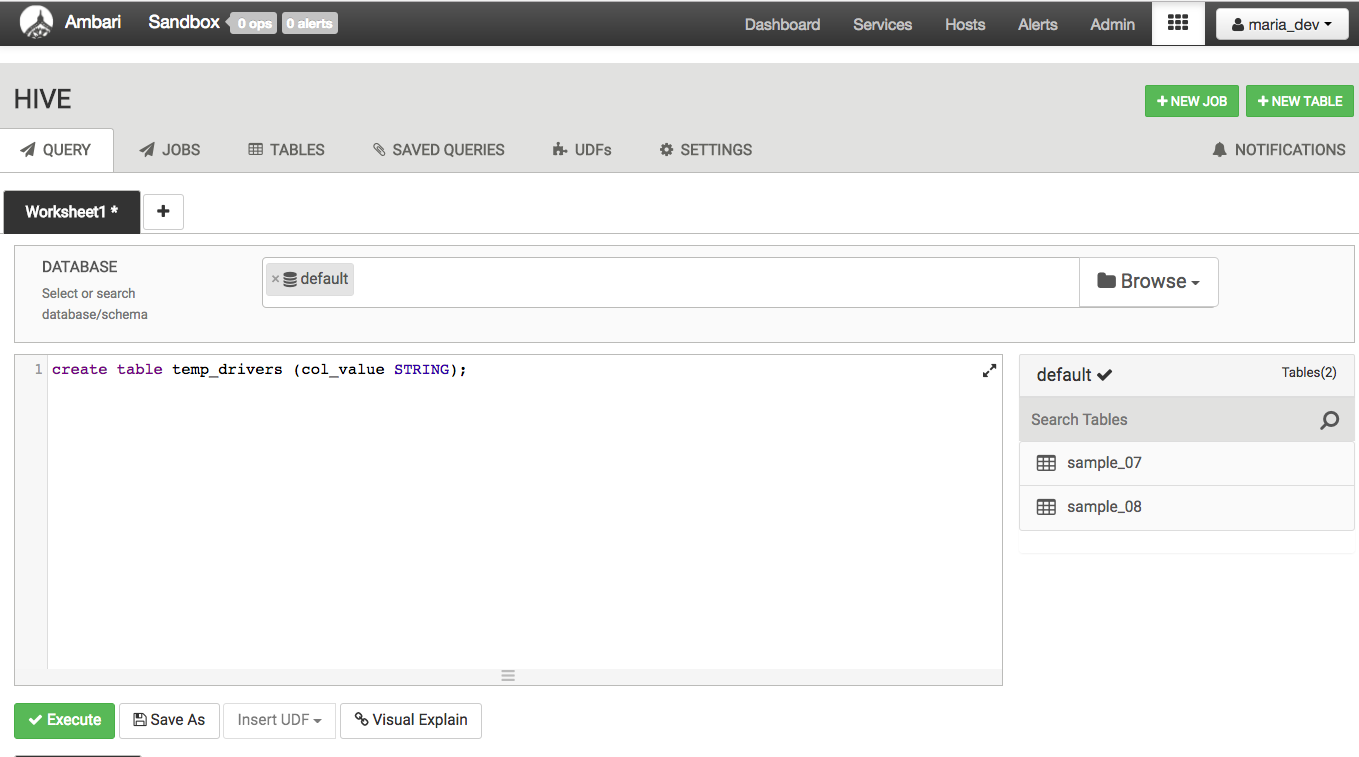 Ambari Sandbox 0 ops 0 alerts Dashboard Services Hosts Alerts Admin maria_dev
HIVE
NEW JOB NEW TABLE
QUERY JOBS TABLES SAVED QUERIES UDFs SETTINGS NOTIFICATIONS
Worksheet1 * +
DATABASE
Select or search
database/schema
× default
Browse
1 create table temp_drivers (col_value STRING);
default Tables(2)
Search Tables
sample_07
sample_08
Execute Save As Insert UDF Visual Explain